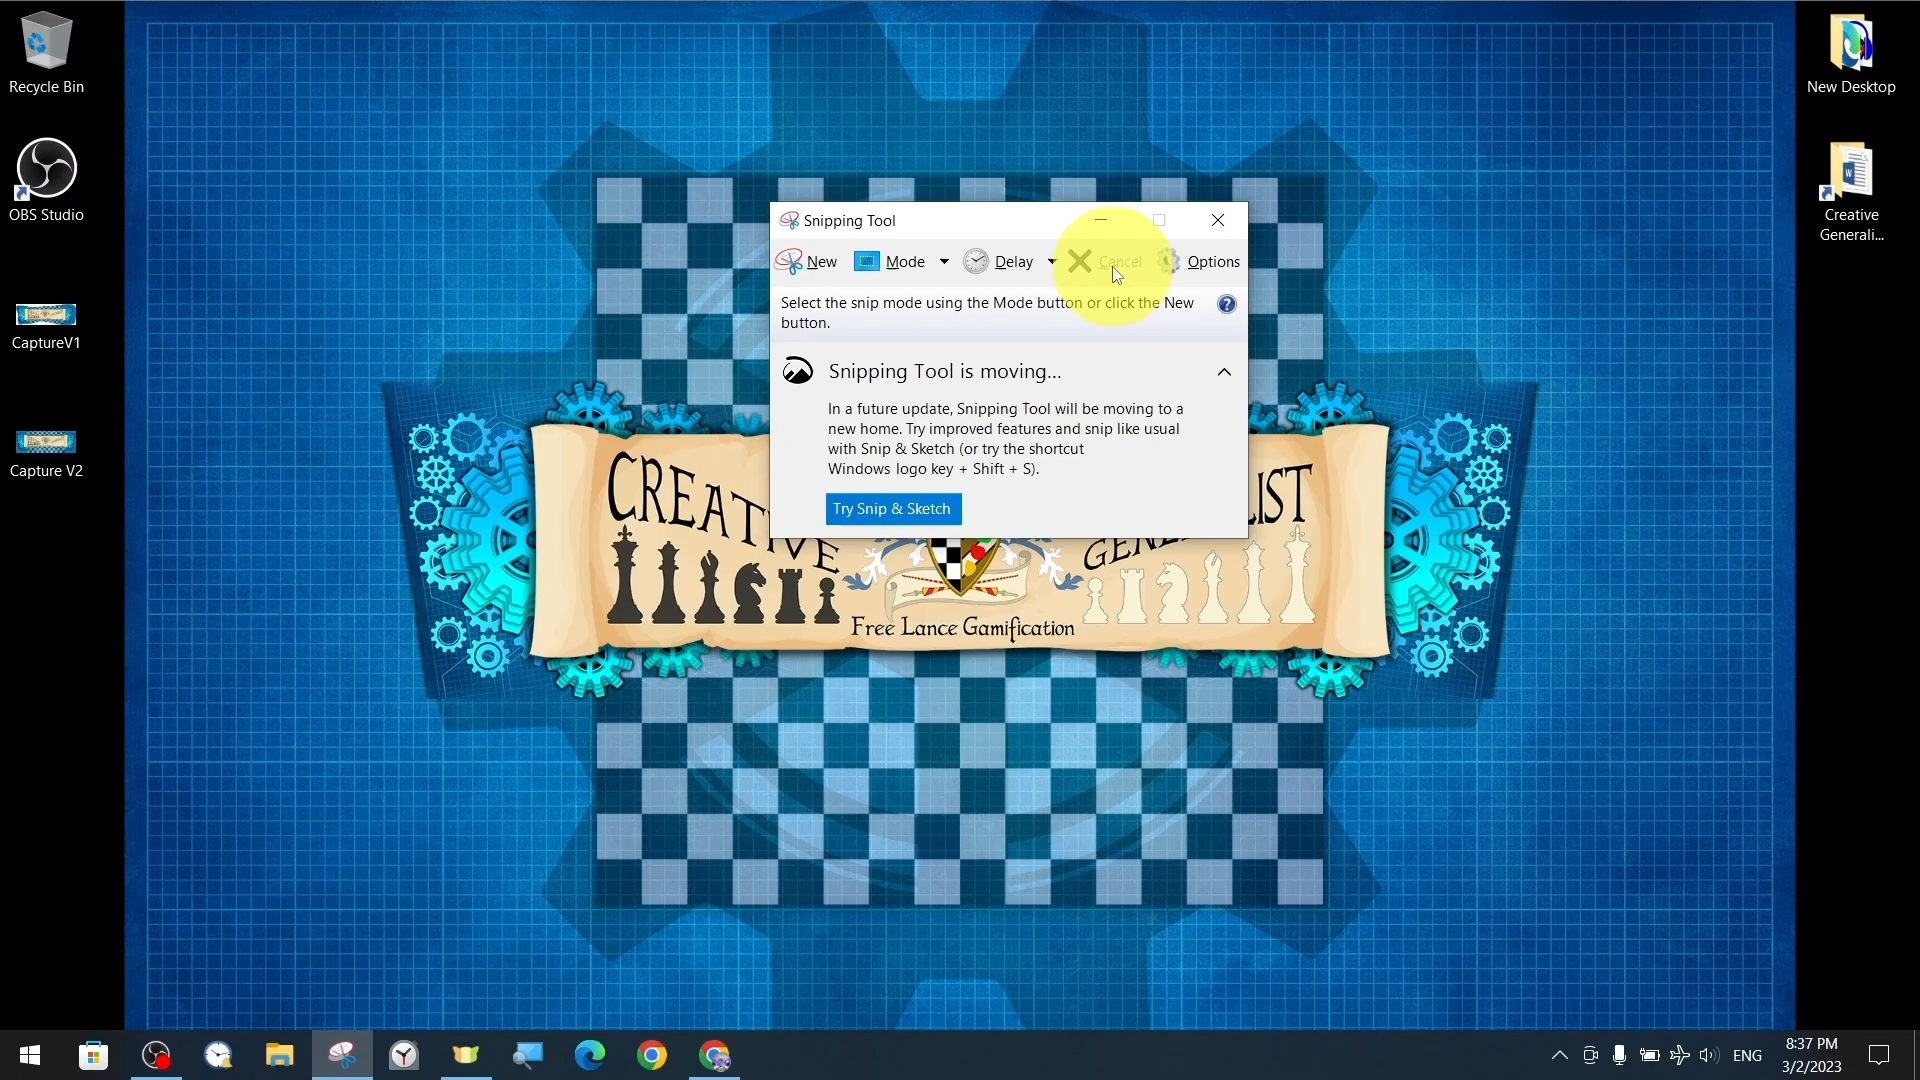 Recycle Bin
OBS Studio
CaptureV1
Capture V2
New Desktop
Creative
Generali...
Snipping Tool
New Mode Delay Cancel Options
Select the snip mode using the Mode button or click the New
button.
Snipping Tool is moving...
In a future update, Snipping Tool will be moving to a
new home. Try improved features and snip like usual
with Snip & Sketch (or try the shortcut
Windows logo key + Shift + S).
Try Snip & Sketch
CREATIVE
Free Lance Gamification
ENG
8:37 PM
3/2/2023